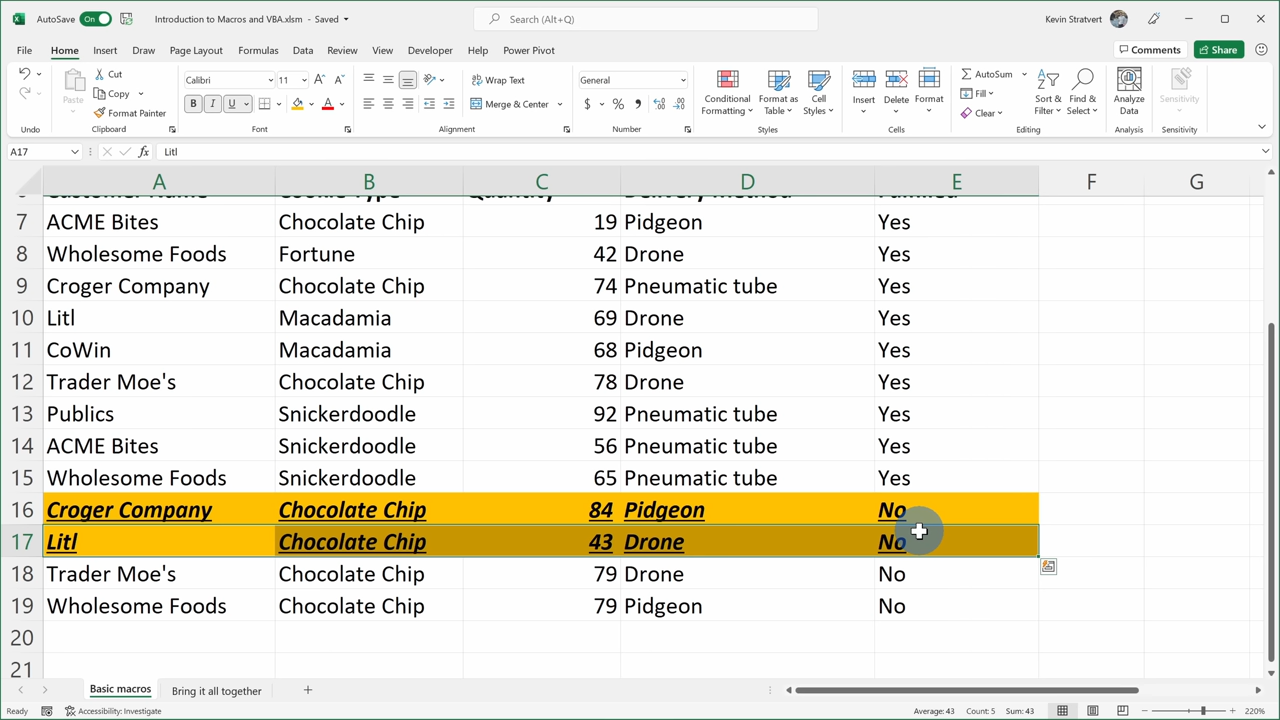 AutoSave On Introduction to Macros and VBA.xlsm - Saved Search (Alt+Q) Kevin Stratvert
File Home Insert Draw Page Layout Formulas Data Review View Developer Help Power Pivot Comments Share
Undo
Paste Cut Copy Format Painter Clipboard
Calibri 11 B I U Font
Wrap Text Merge & Center Alignment
General $ % Number
Conditional Formatting Format as Table Cell Styles Styles
Insert Delete Format Cells
AutoSum Fill Clear Sort & Filter Find & Select Editing
Analyze Data Analysis
Sensitivity Sensitivity
A17 fx Litl
A B C D E F G
7 ACME Bites Chocolate Chip 19 Pidgeon Yes
8 Wholesome Foods Fortune 42 Drone Yes
9 Croger Company Chocolate Chip 74 Pneumatic tube Yes
10 Litl Macadamia 69 Drone Yes
11 CoWin Macadamia 68 Pidgeon Yes
12 Trader Moe's Chocolate Chip 78 Drone Yes
13 Publics Snickerdoodle 92 Pneumatic tube Yes
14 ACME Bites Snickerdoodle 56 Pneumatic tube Yes
15 Wholesome Foods Snickerdoodle 65 Pneumatic tube Yes
16 Croger Company Chocolate Chip 84 Pidgeon No
17 Litl Chocolate Chip 43 Drone No
18 Trader Moe's Chocolate Chip 79 Drone No
19 Wholesome Foods Chocolate Chip 79 Pidgeon No
20
21
Basic macros Bring it all together
Ready Accessibility: Investigate Average: 43 Count: 5 Sum: 43 220%